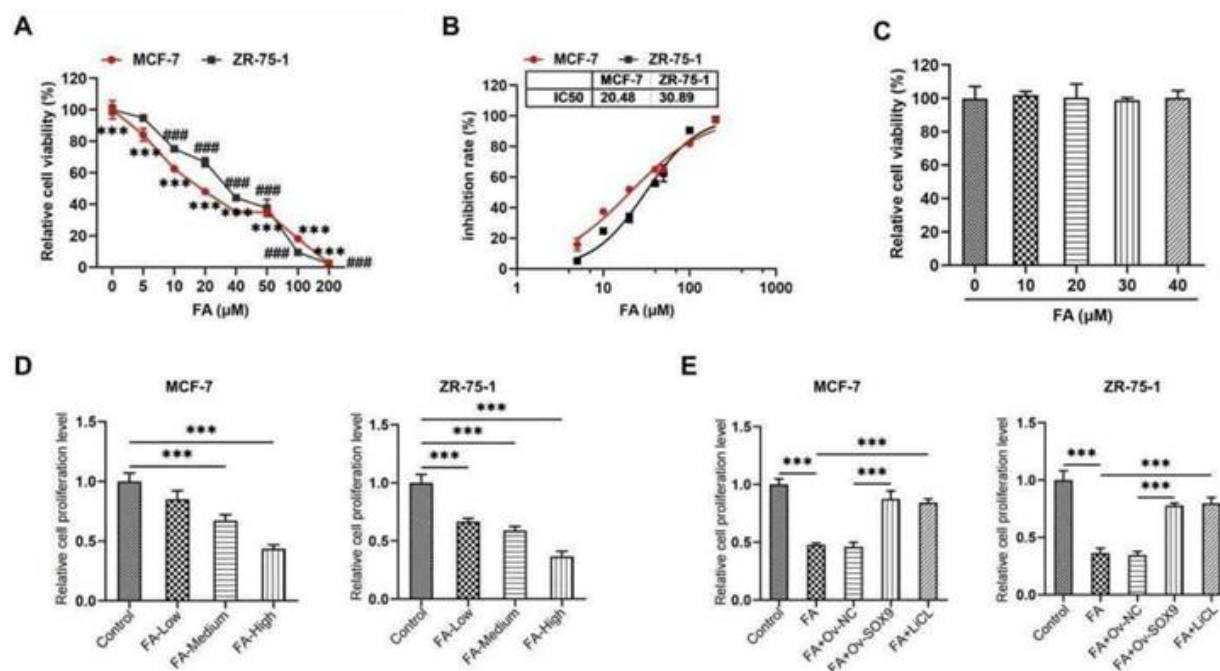 A
MCF-7 ZR-75-1
Relative cell viability (%)
120
100
80
60
40
20
0
*** *** *** *** *** *** *** ***
### ### ### ### ### ###
0 5 10 20 40 50 100 200
FA (μM)
B
MCF-7 ZR-75-1
MCF-7 ZR-75-1
IC50 20.48 30.89
inhibition rate (%)
120
100
80
60
40
20
0
1 10 100 1000
FA (μM)
C
Relative cell viability (%)
120
100
80
60
40
20
0
0 10 20 30 40
FA (μM)
D
MCF-7
Relative cell proliferation level
1.5
1.0
0.5
0.0
***
***
Control FA-Low FA-Medium FA-High
ZR-75-1
Relative cell proliferation level
1.5
1.0
0.5
0.0
***
***
***
Control FA-Low FA-Medium FA-High
E
MCF-7
Relative cell proliferation level
1.5
1.0
0.5
0.0
***
*** ***
Control FA FA+Ov-NC FA+Ov-SOX9 FA+LiCL
ZR-75-1
Relative cell proliferation level
1.5
1.0
0.5
0.0
*** ***
***
Control FA FA+Ov-NC FA+Ov-SOX9 FA+LiCL